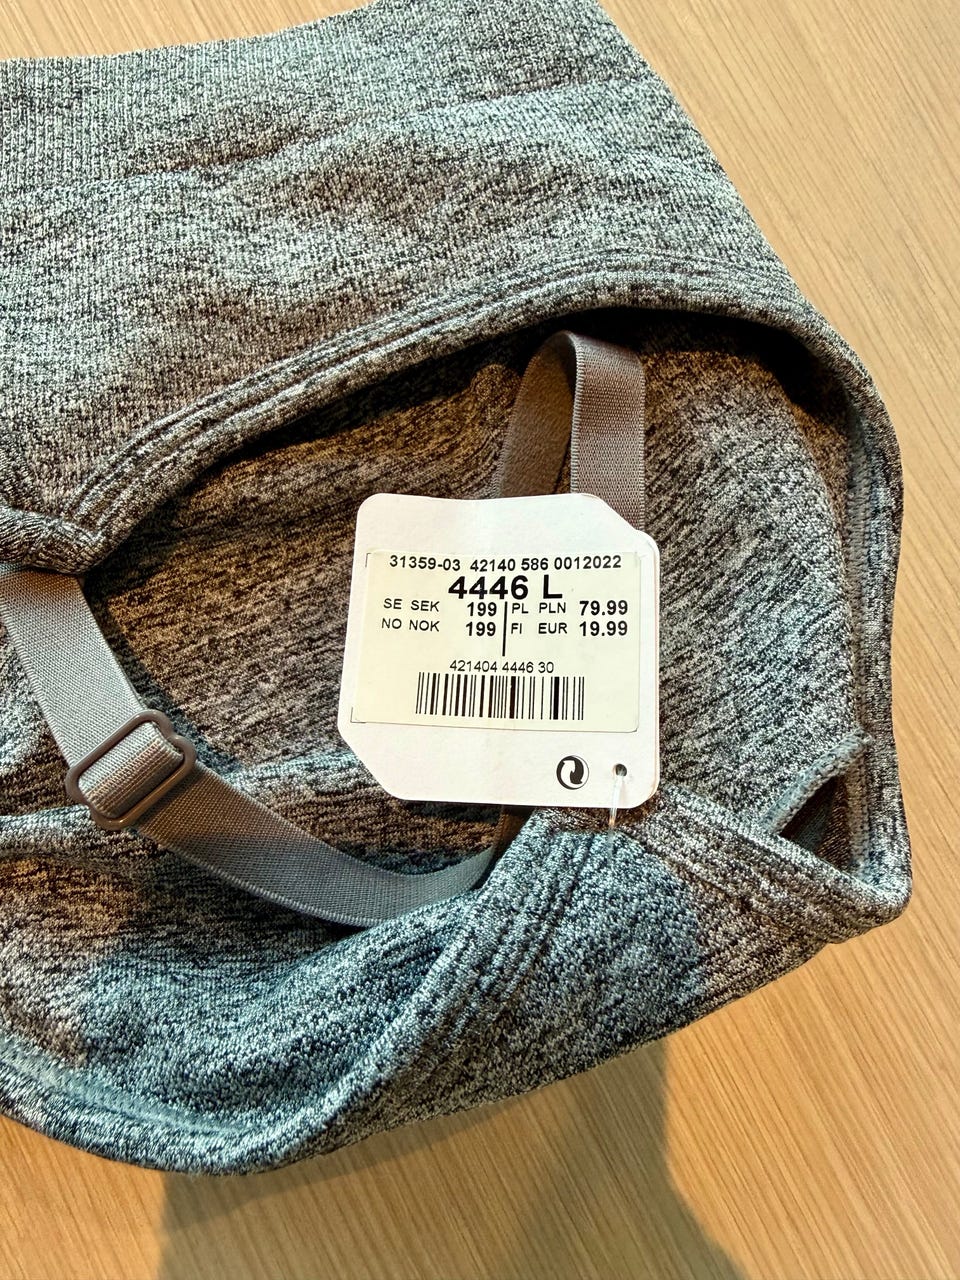 31359-03 42140 586 0012022
4446 L
SE SEK 199 PL PLN 79.99
NO NOK 199 FI EUR 19.99
421404 4446 30